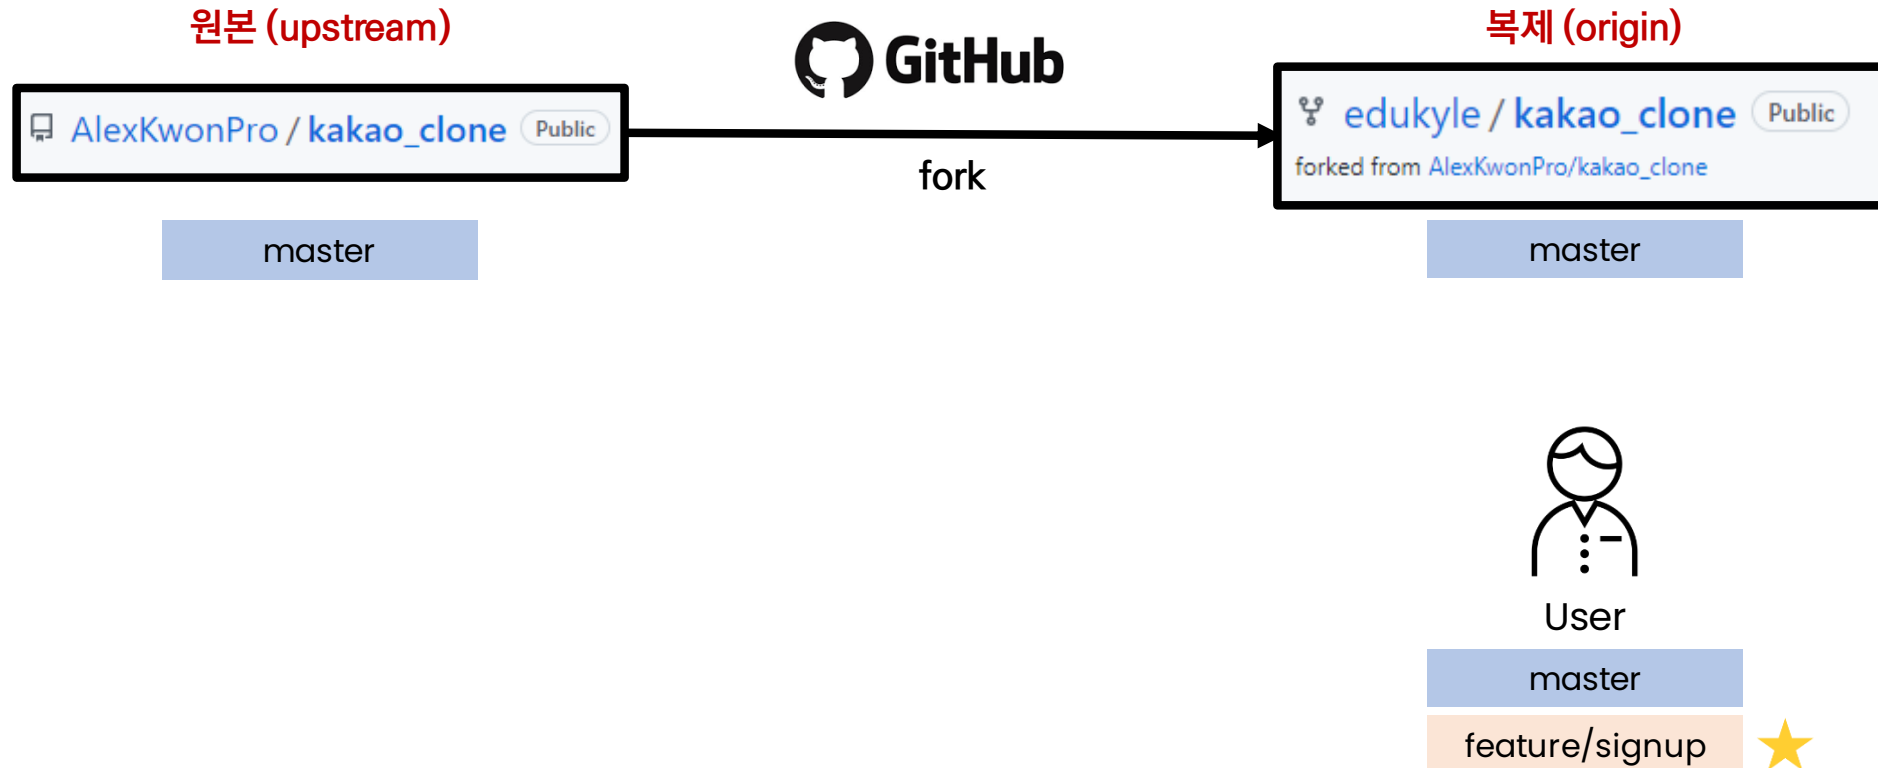 원본 (upstream)
GitHub
복제 (origin)
AlexKwonPro / kakao_clone Public
fork
edukyle / kakao_clone Public
forked from AlexKwonPro/kakao_clone
master
master
User
master
feature/signup